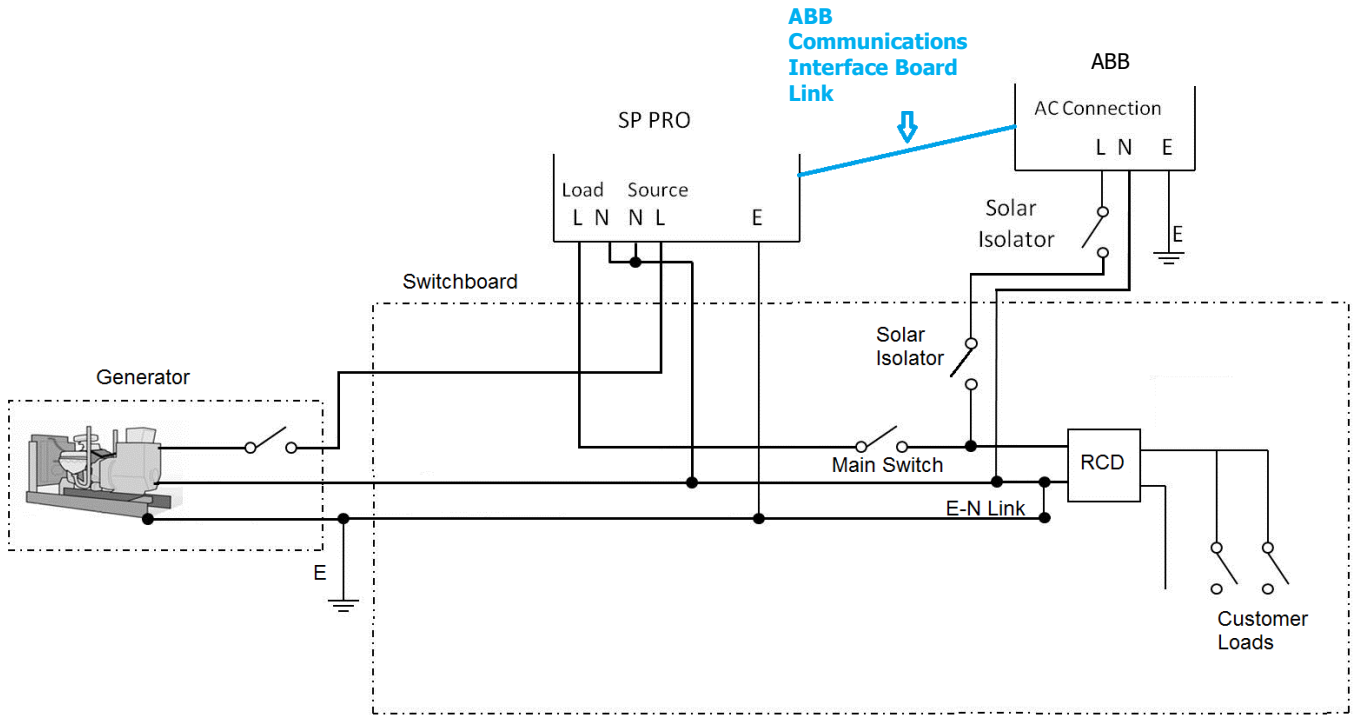 ABB
Communications
Interface Board
Link
ABB
AC Connection
L N E
SP PRO
Load Source
L N N L E
Solar
Isolator
E
Switchboard
Solar
Isolator
Generator
Main Switch
RCD
E-N Link
E
Customer
Loads